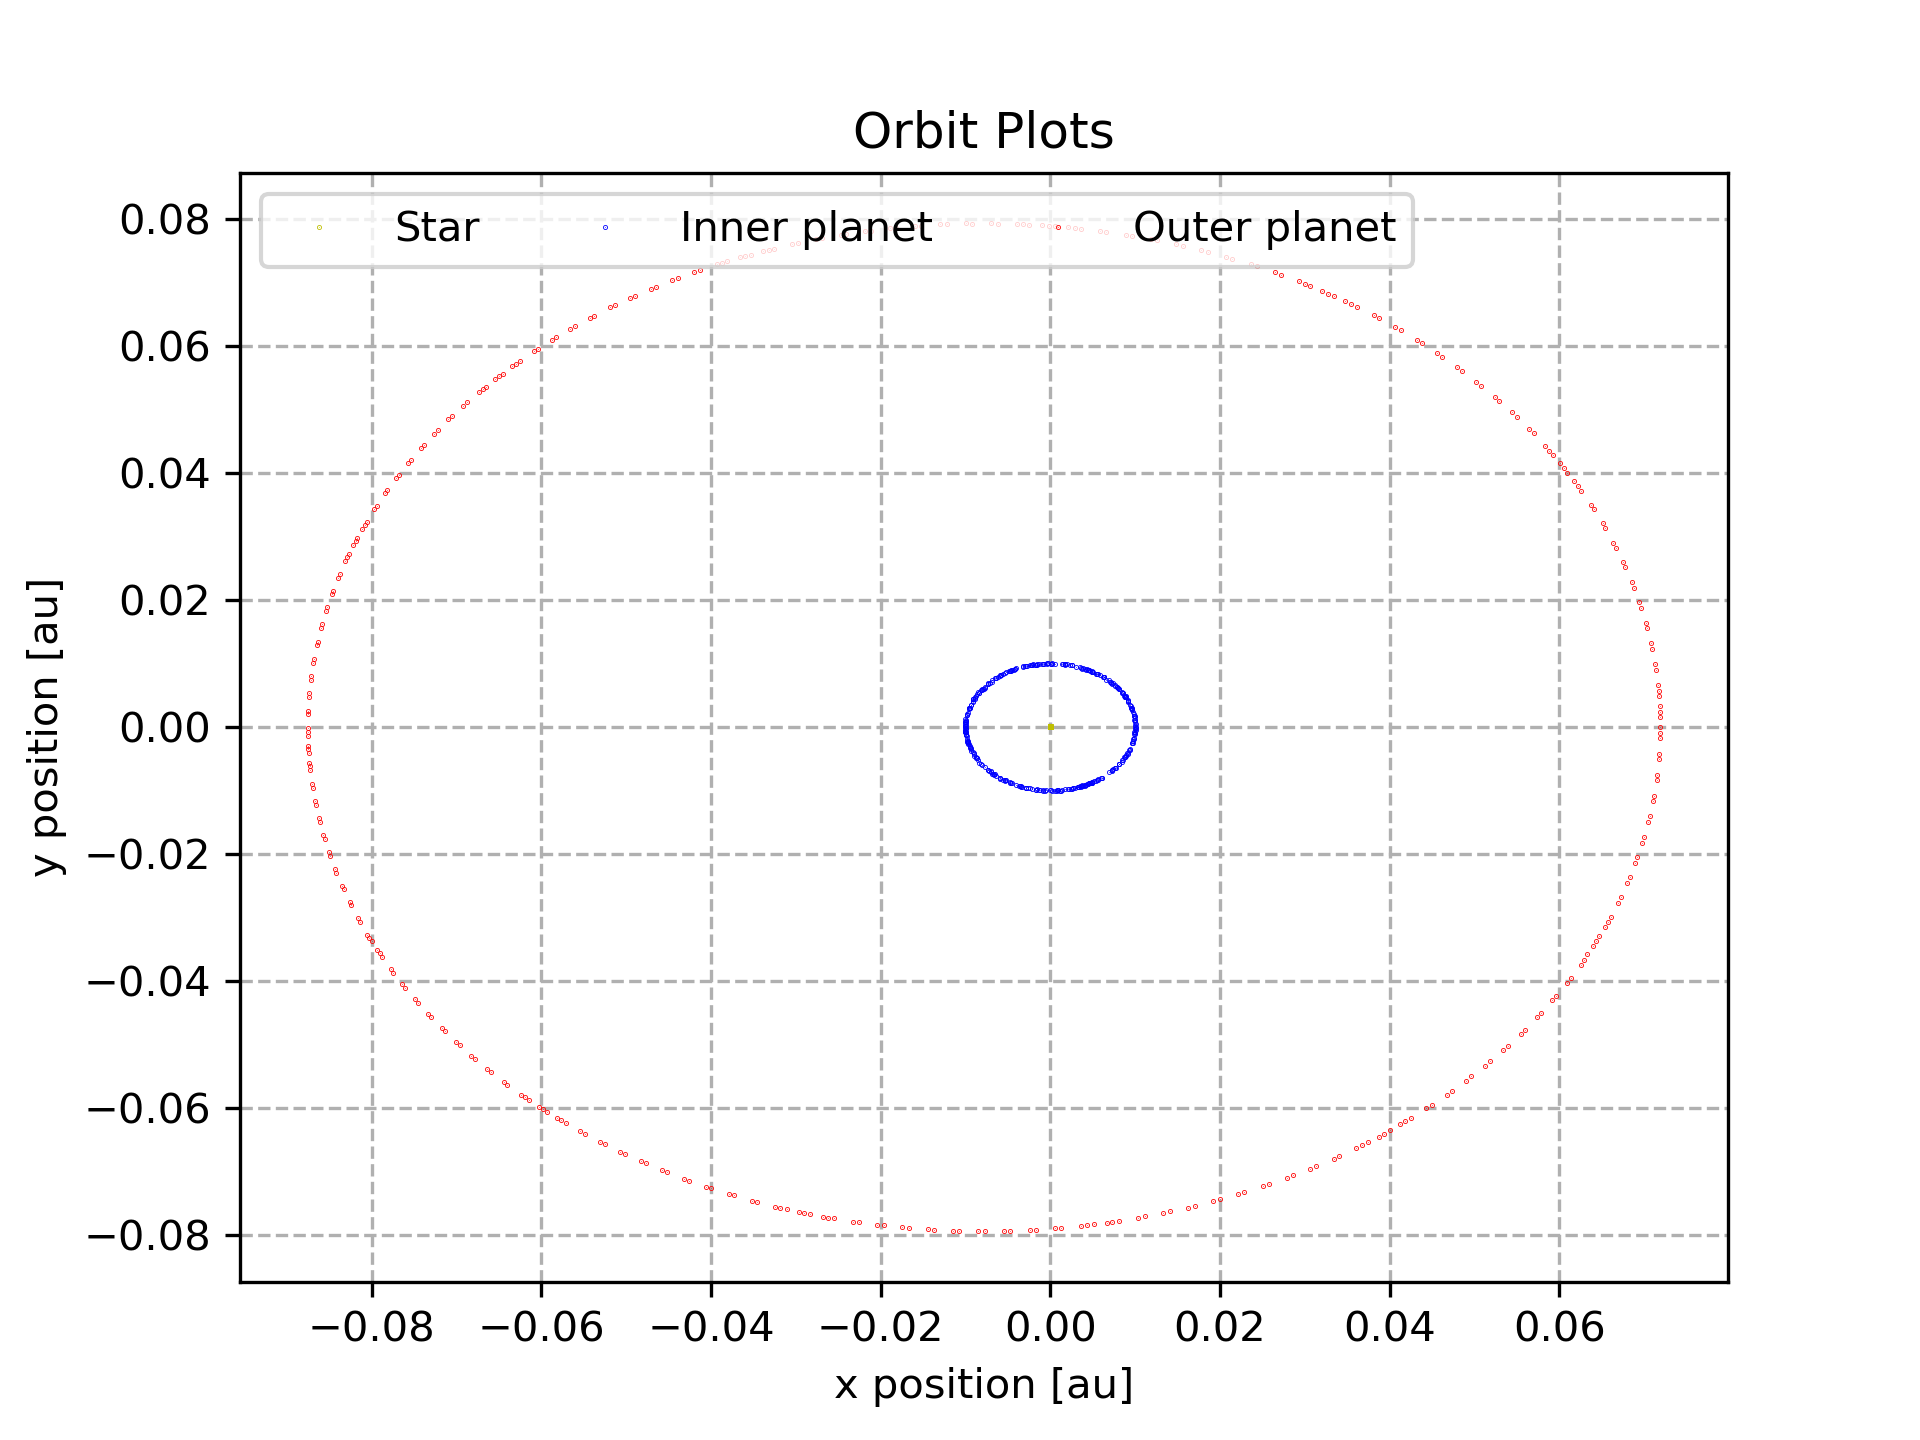 Orbit Plots
Star Inner planet Outer planet
0.08
0.06
0.04
0.02
0.00
−0.02
−0.04
−0.06
−0.08
y position [au]
−0.08 −0.06 −0.04 −0.02 0.00 0.02 0.04 0.06
x position [au]